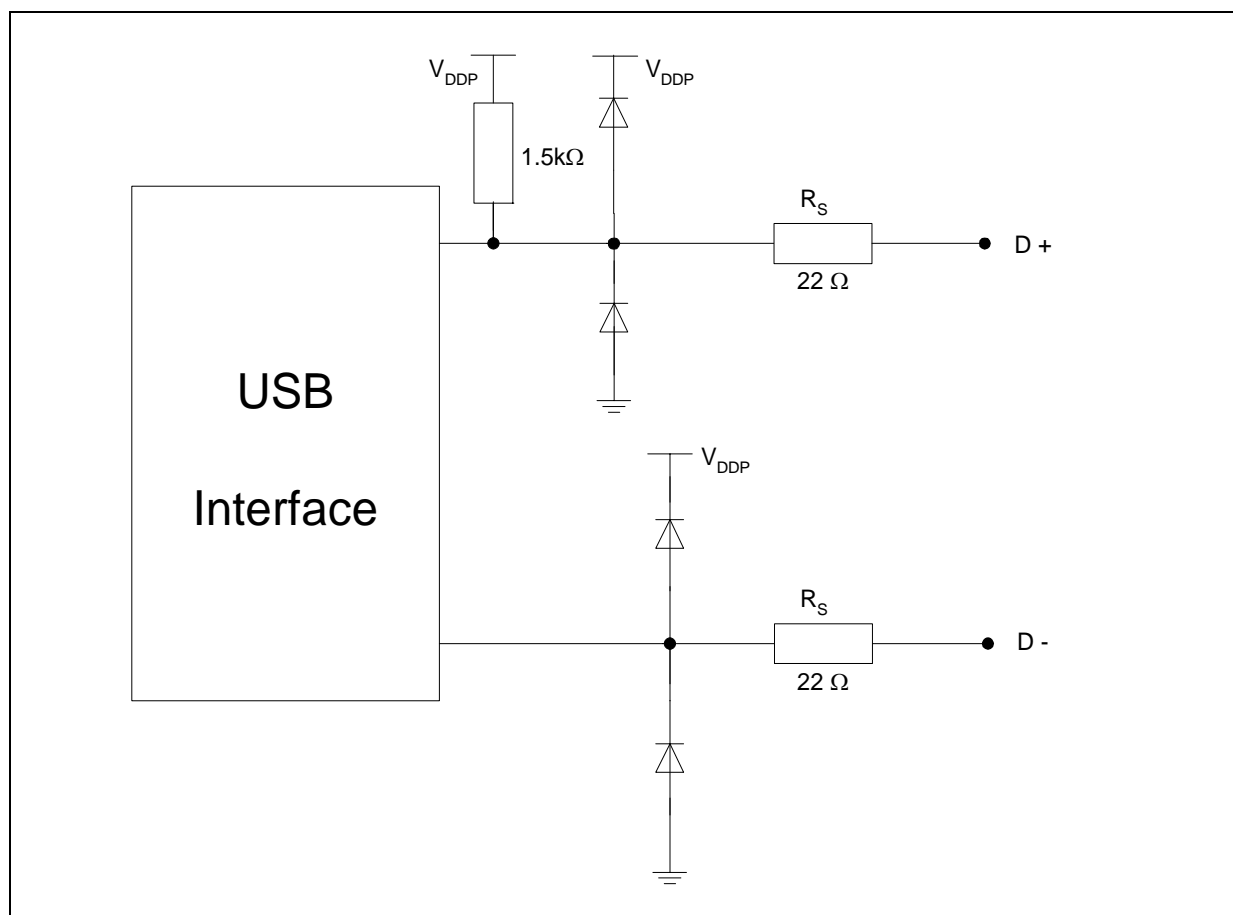 V_DDP
V_DDP
1.5kΩ
R_S
D +
22 Ω
USB
Interface
V_DDP
R_S
D -
22 Ω